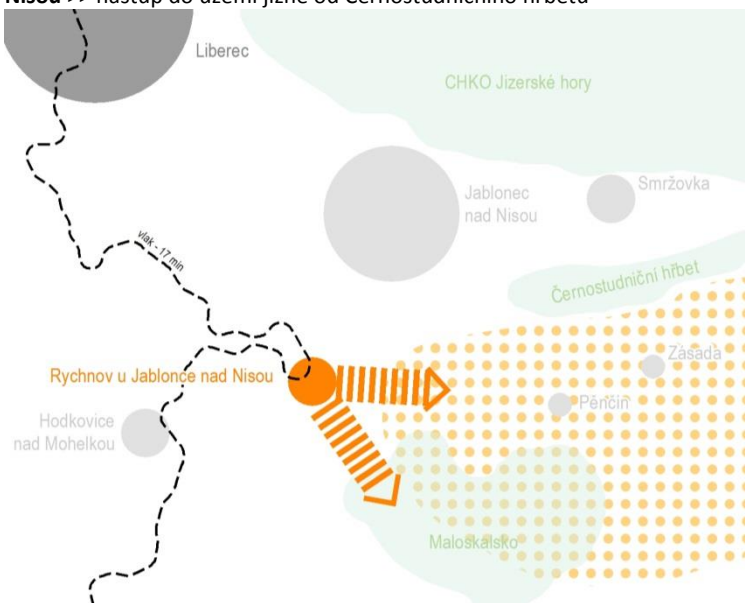 Nisou >> nástup do území jižně od Černostudničního hřbetu
Liberec
CHKO Jizerské hory
Jablonec
nad Nisou
Smržovka
vlak - 17 min
Černostudniční hřbet
Zásada
Rychnov u Jablonce nad Nisou
Pěnčín
Hodkovice
nad Mohelkou
Maloskalsko